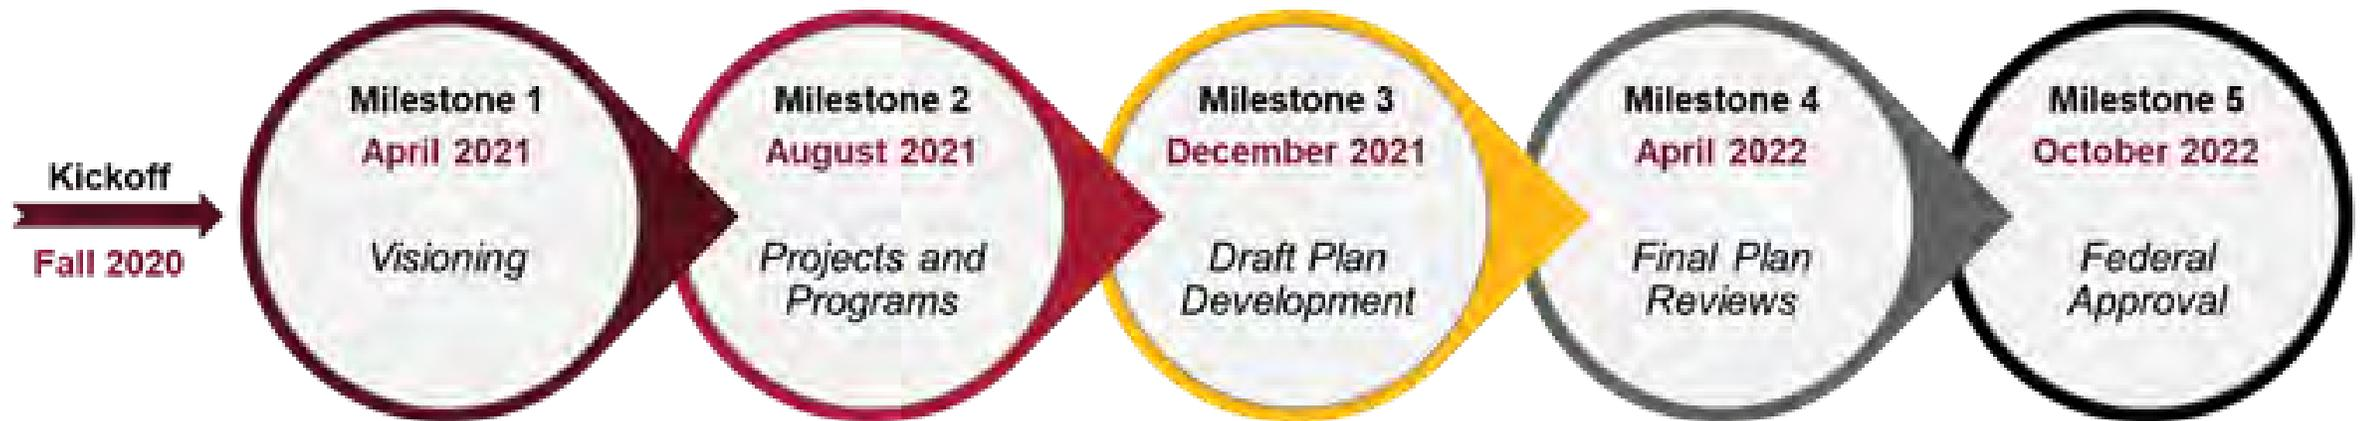 Kickoff
Fall 2020
Milestone 1
April 2021
Visioning
Milestone 2
August 2021
Projects and
Programs
Milestone 3
December 2021
Draft Plan
Development
Milestone 4
April 2022
Final Plan
Reviews
Milestone 5
October 2022
Federal
Approval